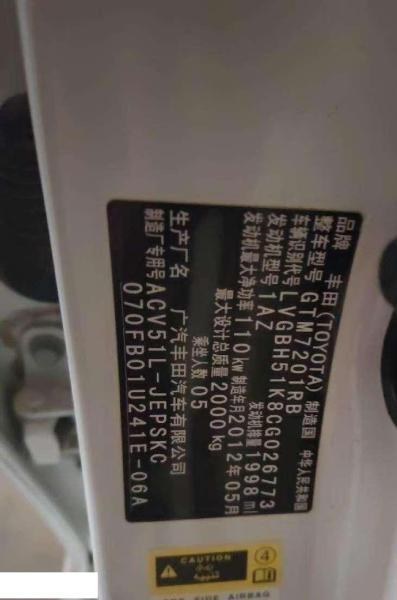 品牌 丰田(TOYOTA) 制造国 中华人民共和国
整车型号 GTM7201RB
车辆识别代号 LVGBH51K8CG026773
发动机型号 1AZ 发动机排量 1998 ml
发动机最大净功率 110 kw 制造年月 2012年05月
最大设计总质量 2000 kg
乘坐人数 05
生产厂名 广汽丰田汽车有限公司
制造厂专用号 ACV51L-JEPSKC
070FB01U241E-06A
CAUTION
تنبيه
4
SIDE AIRBAG